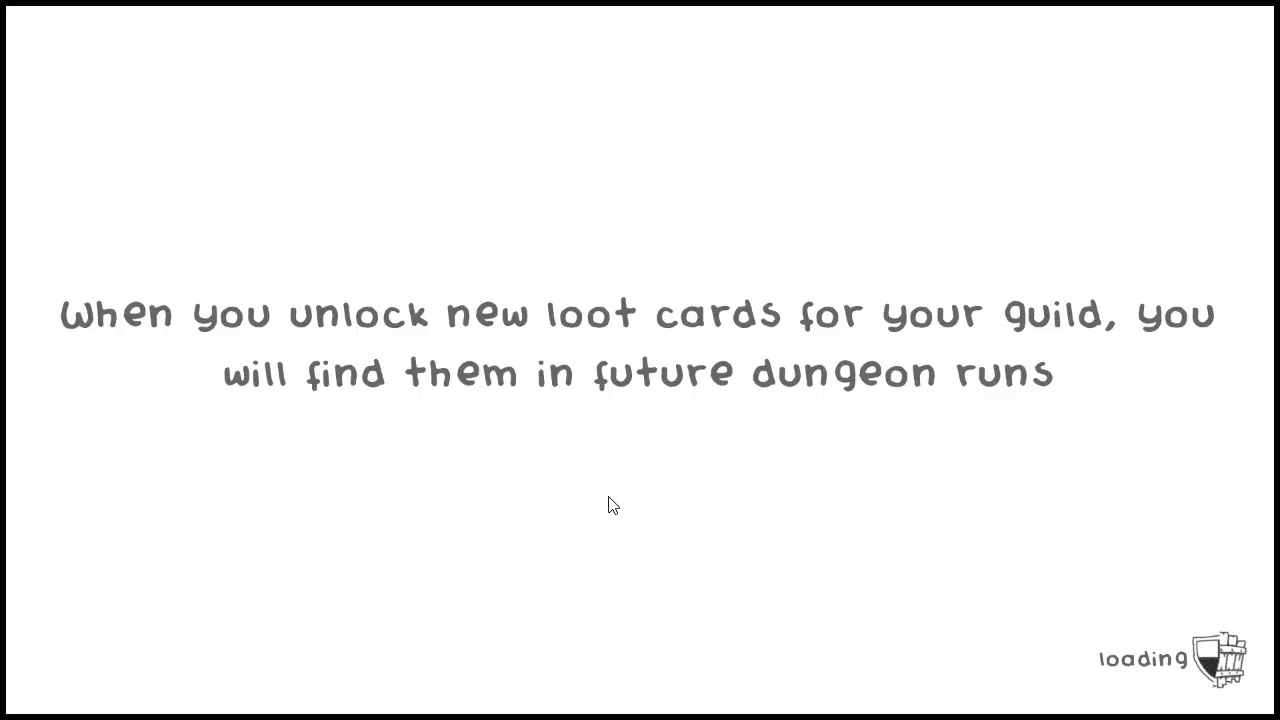 When you unlock new loot cards for your guild, you
will find them in future dungeon runs
loading